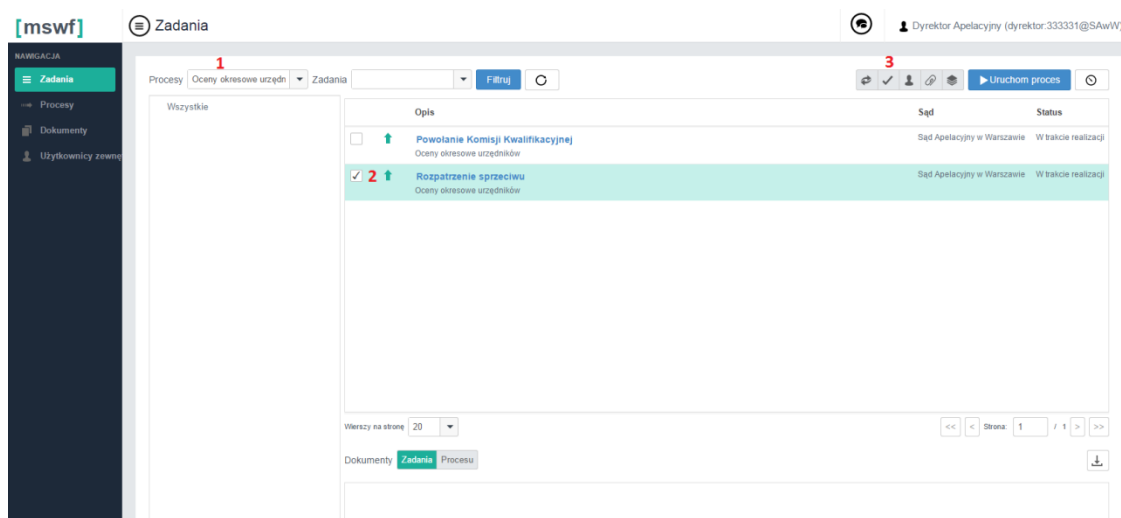 [mswf]
Zadania
Dyrektor Apelacyjny (dyrektor:333331@SAwW)
NAWIGACJA
Zadania
Procesy
Dokumenty
Użytkownicy zewnę
1
3
Procesy Oceny okresowe urzędn Zadania Filtruj Uruchom proces
Wszystkie
Opis Sąd Status
Powołanie Komisji Kwalifikacyjnej Sąd Apelacyjny w Warszawie W trakcie realizacji
Oceny okresowe urzędników
2 Rozpatrzenie sprzeciwu Sąd Apelacyjny w Warszawie W trakcie realizacji
Oceny okresowe urzędników
Wierszy na stronę 20 << < Strona: 1 / 1 > >>
Dokumenty Zadania Procesu